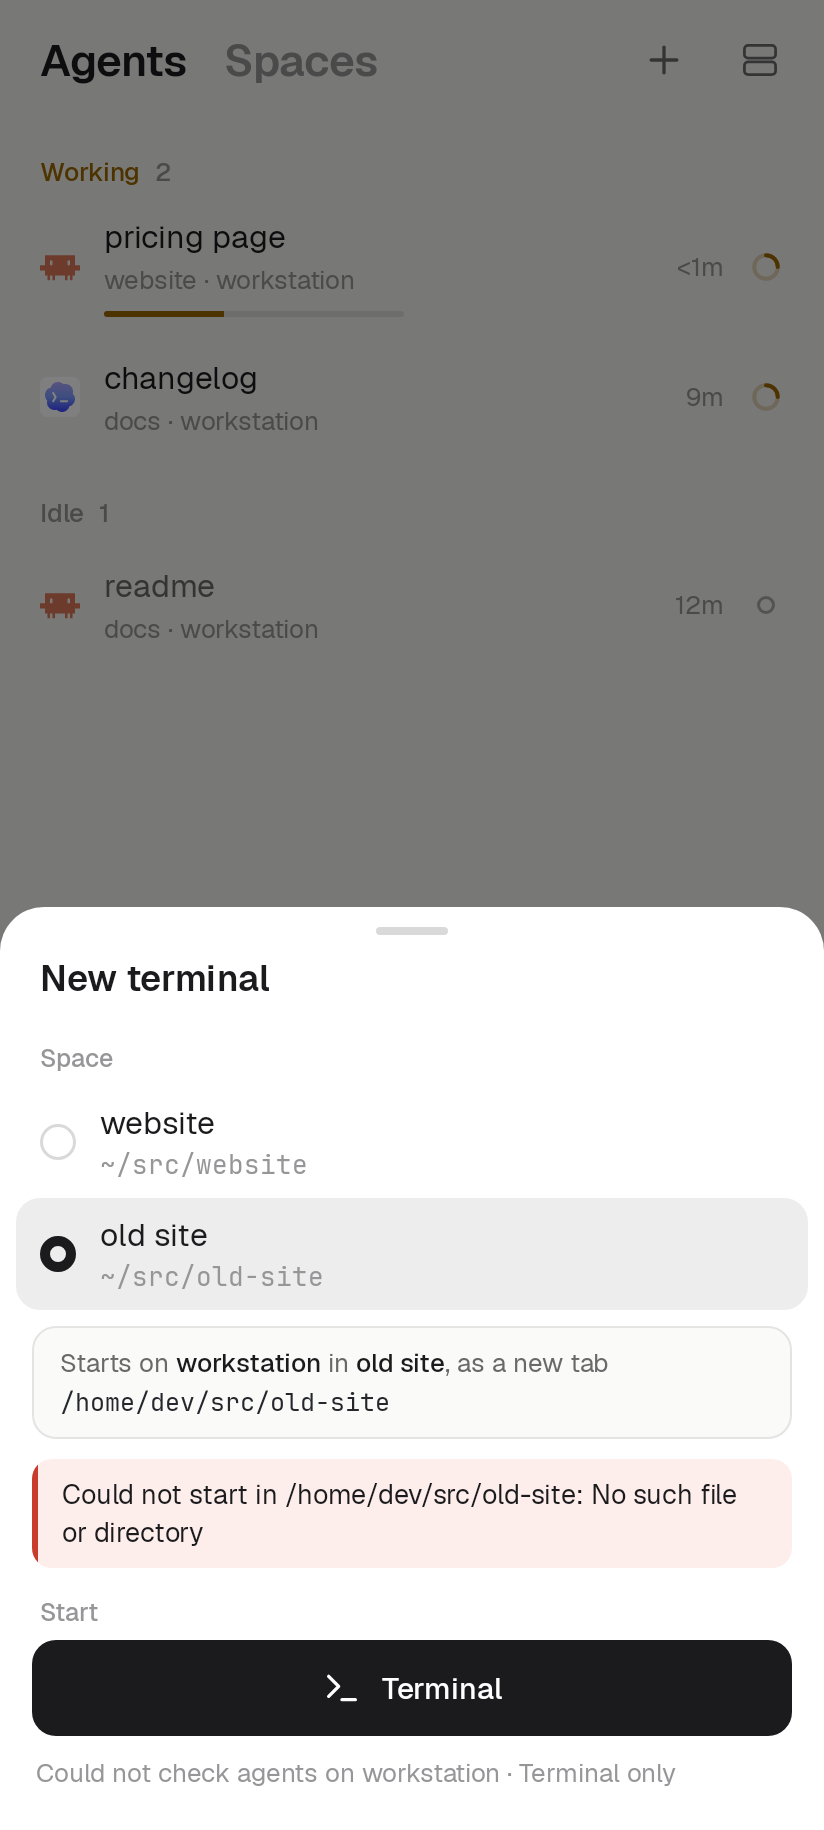 Agents Spaces
Working 2
pricing page
website · workstation
<1m
changelog
docs · workstation
9m
Idle 1
readme
docs · workstation
12m
New terminal
Space
website
~/src/website
old site
~/src/old-site
Starts on workstation in old site, as a new tab
/home/dev/src/old-site
Could not start in /home/dev/src/old-site: No such file
or directory
Start
Terminal
Could not check agents on workstation · Terminal only